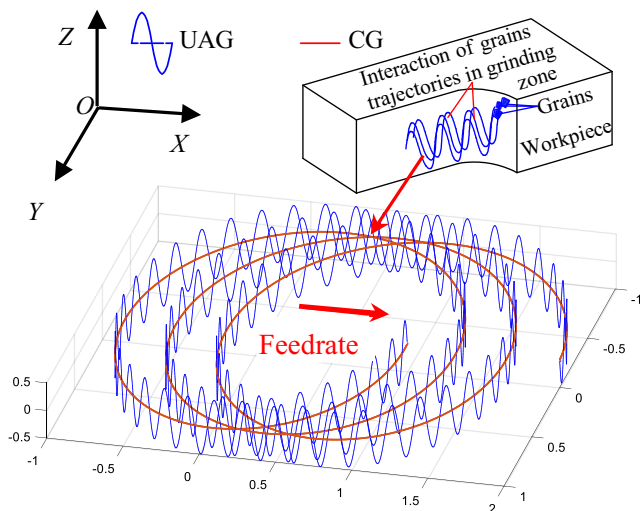 Z
UAG
CG
O
X
Y
Interaction of grains
trajectories in grinding
zone
Grains
Workpiece
Feedrate
0.5
0
-0.5
-1
-0.5
0
0.5
1
1.5
2
-1
-0.5
0
0.5
1